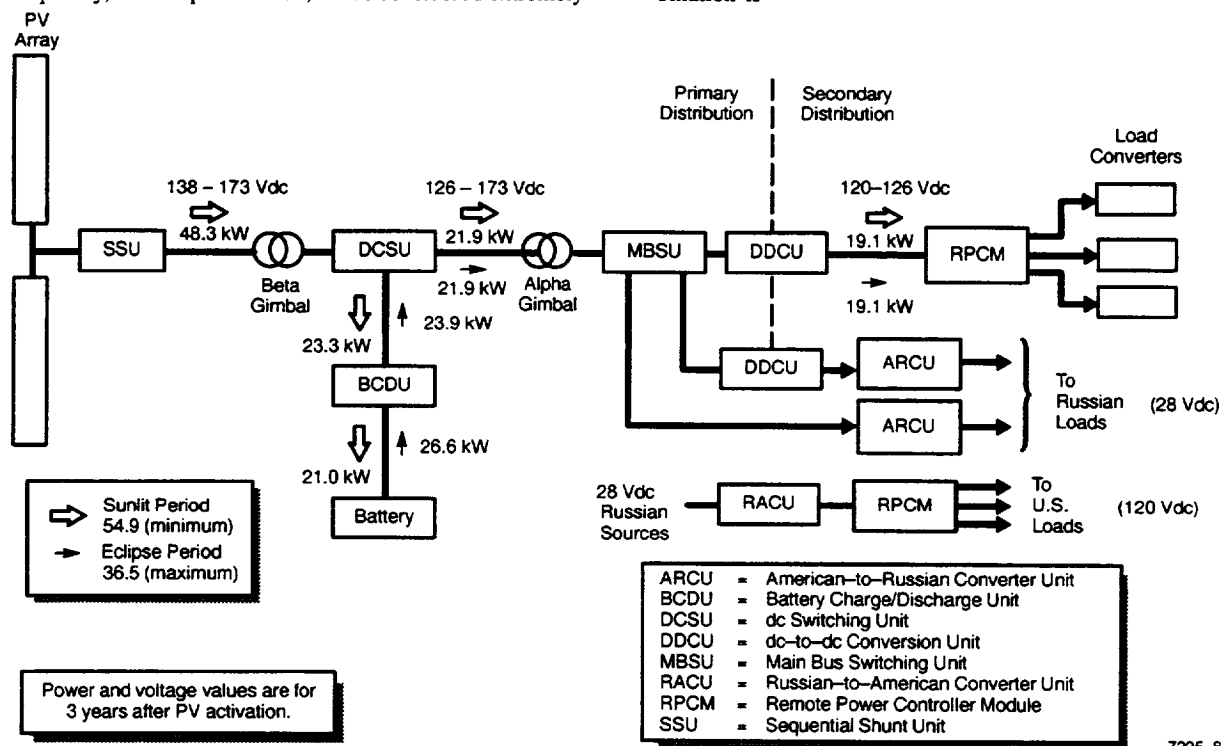 PV
Array
Primary
Distribution
Secondary
Distribution
Load
Converters
138 – 173 Vdc
48.3 kW
126 – 173 Vdc
21.9 kW
21.9 kW
120–126 Vdc
19.1 kW
19.1 kW
SSU
Beta
Gimbal
DCSU
Alpha
Gimbal
MBSU
DDCU
RPCM
23.3 kW
23.9 kW
BCDU
21.0 kW
26.6 kW
Battery
DDCU
ARCU
ARCU
To
Russian
Loads
(28 Vdc)
28 Vdc
Russian
Sources
RACU
RPCM
To
U.S.
Loads
(120 Vdc)
Sunlit Period
54.9 (minimum)
Eclipse Period
36.5 (maximum)
Power and voltage values are for
3 years after PV activation.
ARCU = American–to–Russian Converter Unit
BCDU = Battery Charge/Discharge Unit
DCSU = dc Switching Unit
DDCU = dc–to–dc Conversion Unit
MBSU = Main Bus Switching Unit
RACU = Russian–to–American Converter Unit
RPCM = Remote Power Controller Module
SSU = Sequential Shunt Unit